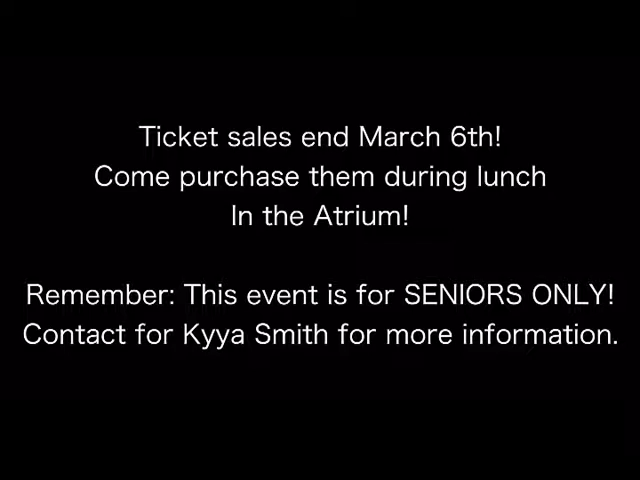 Ticket sales end March 6th!
Come purchase them during lunch
In the Atrium!
Remember: This event is for SENIORS ONLY!
Contact for Kyya Smith for more information.